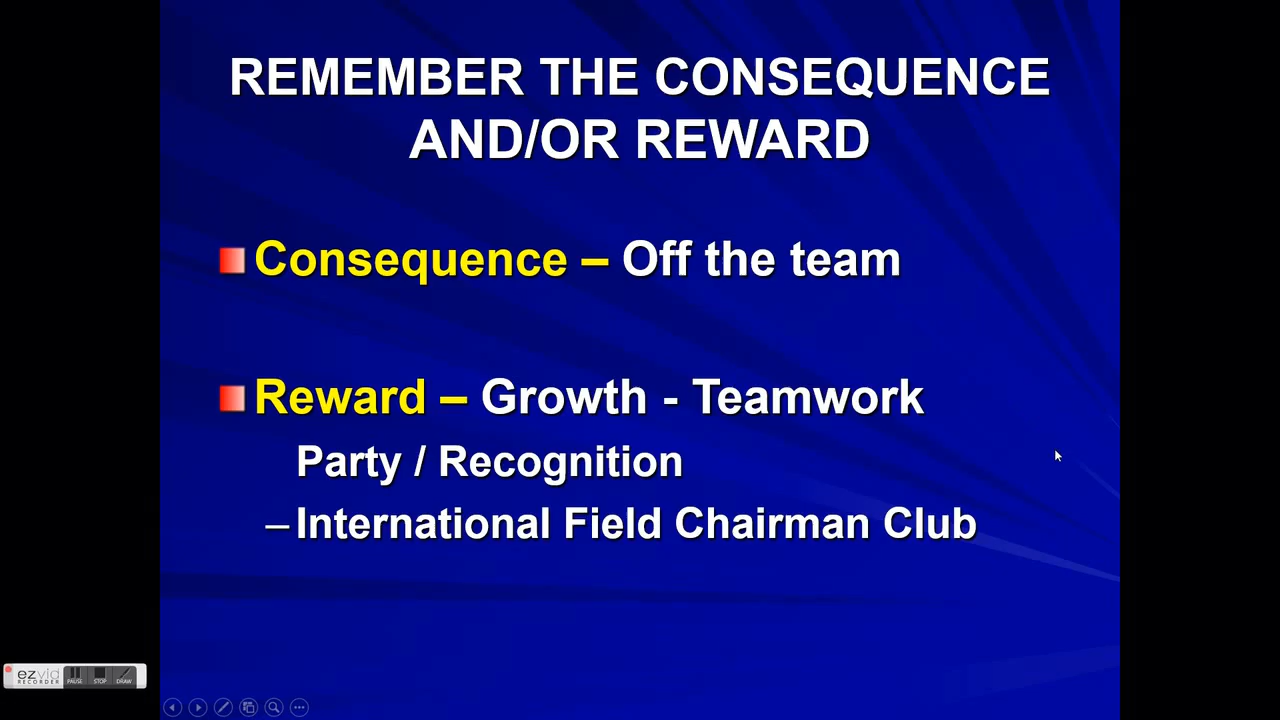 REMEMBER THE CONSEQUENCE
AND/OR REWARD
Consequence – Off the team
Reward – Growth - Teamwork
Party / Recognition
– International Field Chairman Club
ezvid
RECORDER
PAUSE
STOP
DRAW